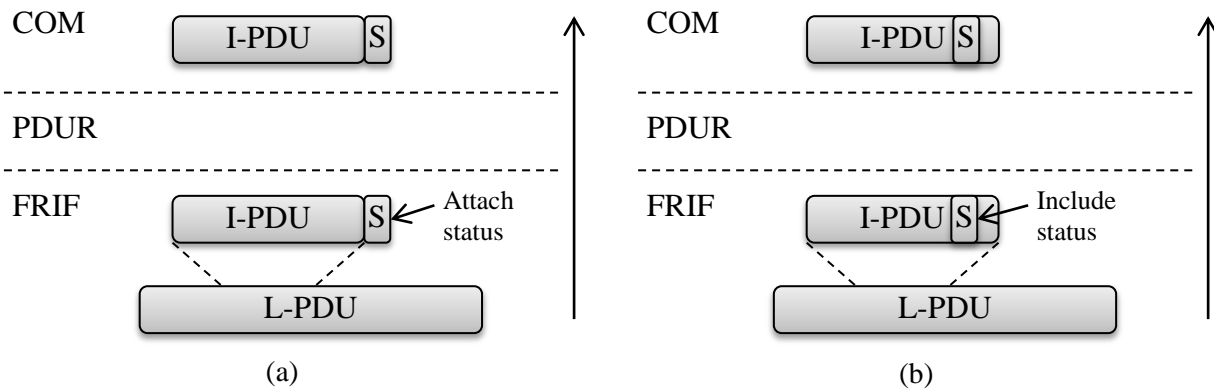 COM
I-PDU S
PDUR
FRIF
I-PDU S
Attach
status
L-PDU
(a)
COM
I-PDU S
PDUR
FRIF
I-PDU S
Include
status
L-PDU
(b)